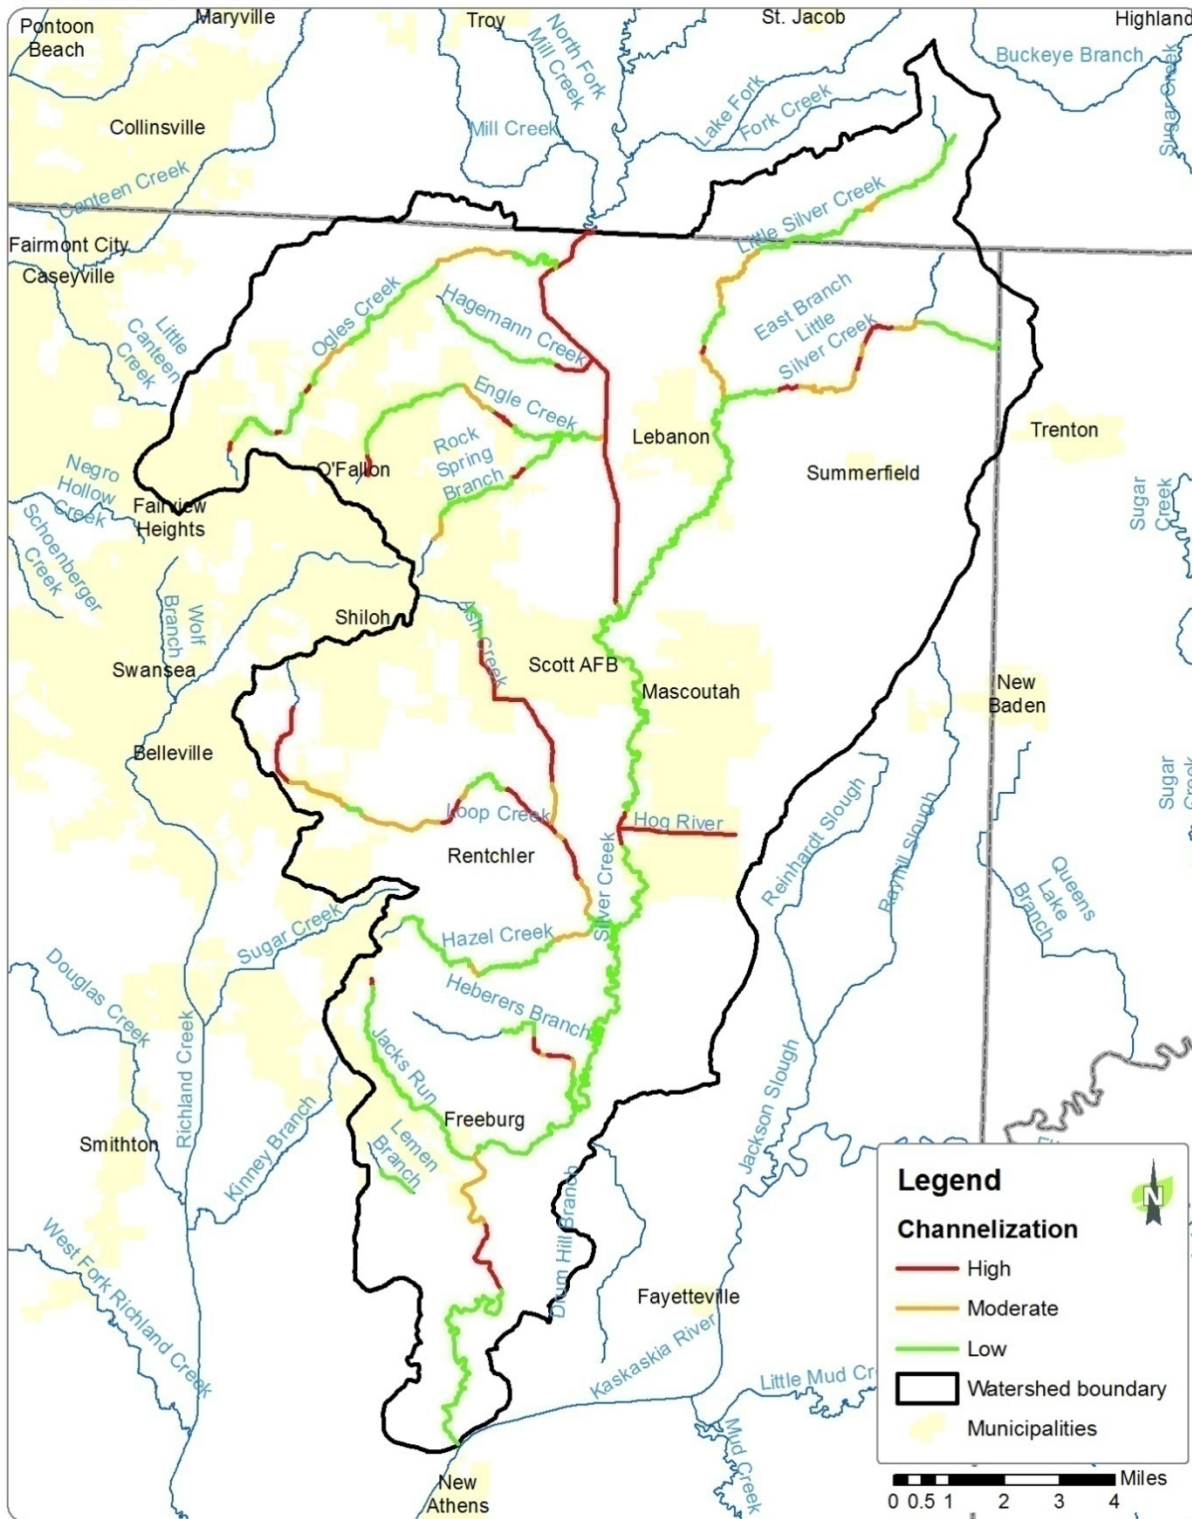 Pontoon
Beach
Maryville
Troy
St. Jacob
Highland
North Fork
Mill Creek
Buckeye Branch
Sugar Creek
Collinsville
Mill Creek
Lake Fork
Fork Creek
Canteen Creek
Little Silver Creek
Fairmont City
Caseyville
Little
Canteen
Creek
Ogles Creek
Hagemann Creek
East Branch
Little
Silver Creek
Engle Creek
Rock
Spring
Branch
Lebanon
Trenton
O'Fallon
Summerfield
Negro
Hollow
Creek
Fairview
Heights
Sugar
Creek
Schoenberger
Creek
Wolf
Branch
Shiloh
Ash Creek
Swansea
Scott AFB
Mascoutah
New
Baden
Belleville
Sugar
Creek
Loop Creek
Hog River
Reinhardt Slough
Rayhill Slough
Rentchler
Silver Creek
Queens
Lake
Branch
Sugar Creek
Hazel Creek
Douglas Creek
Heberers Branch
Richland Creek
Jacks Run
Jackson Slough
Freeburg
Smithton
Kinney Branch
Lemen
Branch
Drum Hill Branch
West Fork Richland Creek
Fayetteville
Kaskaskia River
Little Mud Cr
Mud Creek
New
Athens
Legend
N
Channelization
High
Moderate
Low
Watershed boundary
Municipalities
Miles
0 0.5 1 2 3 4